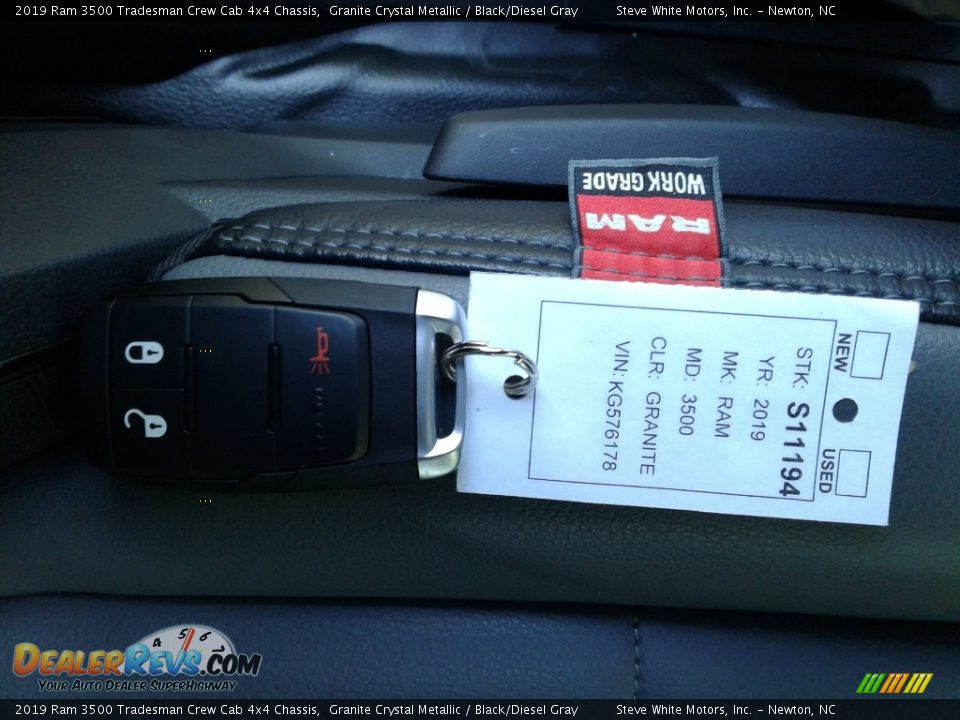 2019 Ram 3500 Tradesman Crew Cab 4x4 Chassis, Granite Crystal Metallic / Black/Diesel Gray Steve White Motors, Inc. - Newton, NC
WORK GRADE
RAM
NEW
USED
STK: S11194
YR: 2019
MK: RAM
MD: 3500
CLR: GRANITE
VIN: KG576178
4 5 6
DEALERREVS.COM
YOUR AUTO DEALER SUPERHIGHWAY
2019 Ram 3500 Tradesman Crew Cab 4x4 Chassis, Granite Crystal Metallic / Black/Diesel Gray Steve White Motors, Inc. - Newton, NC